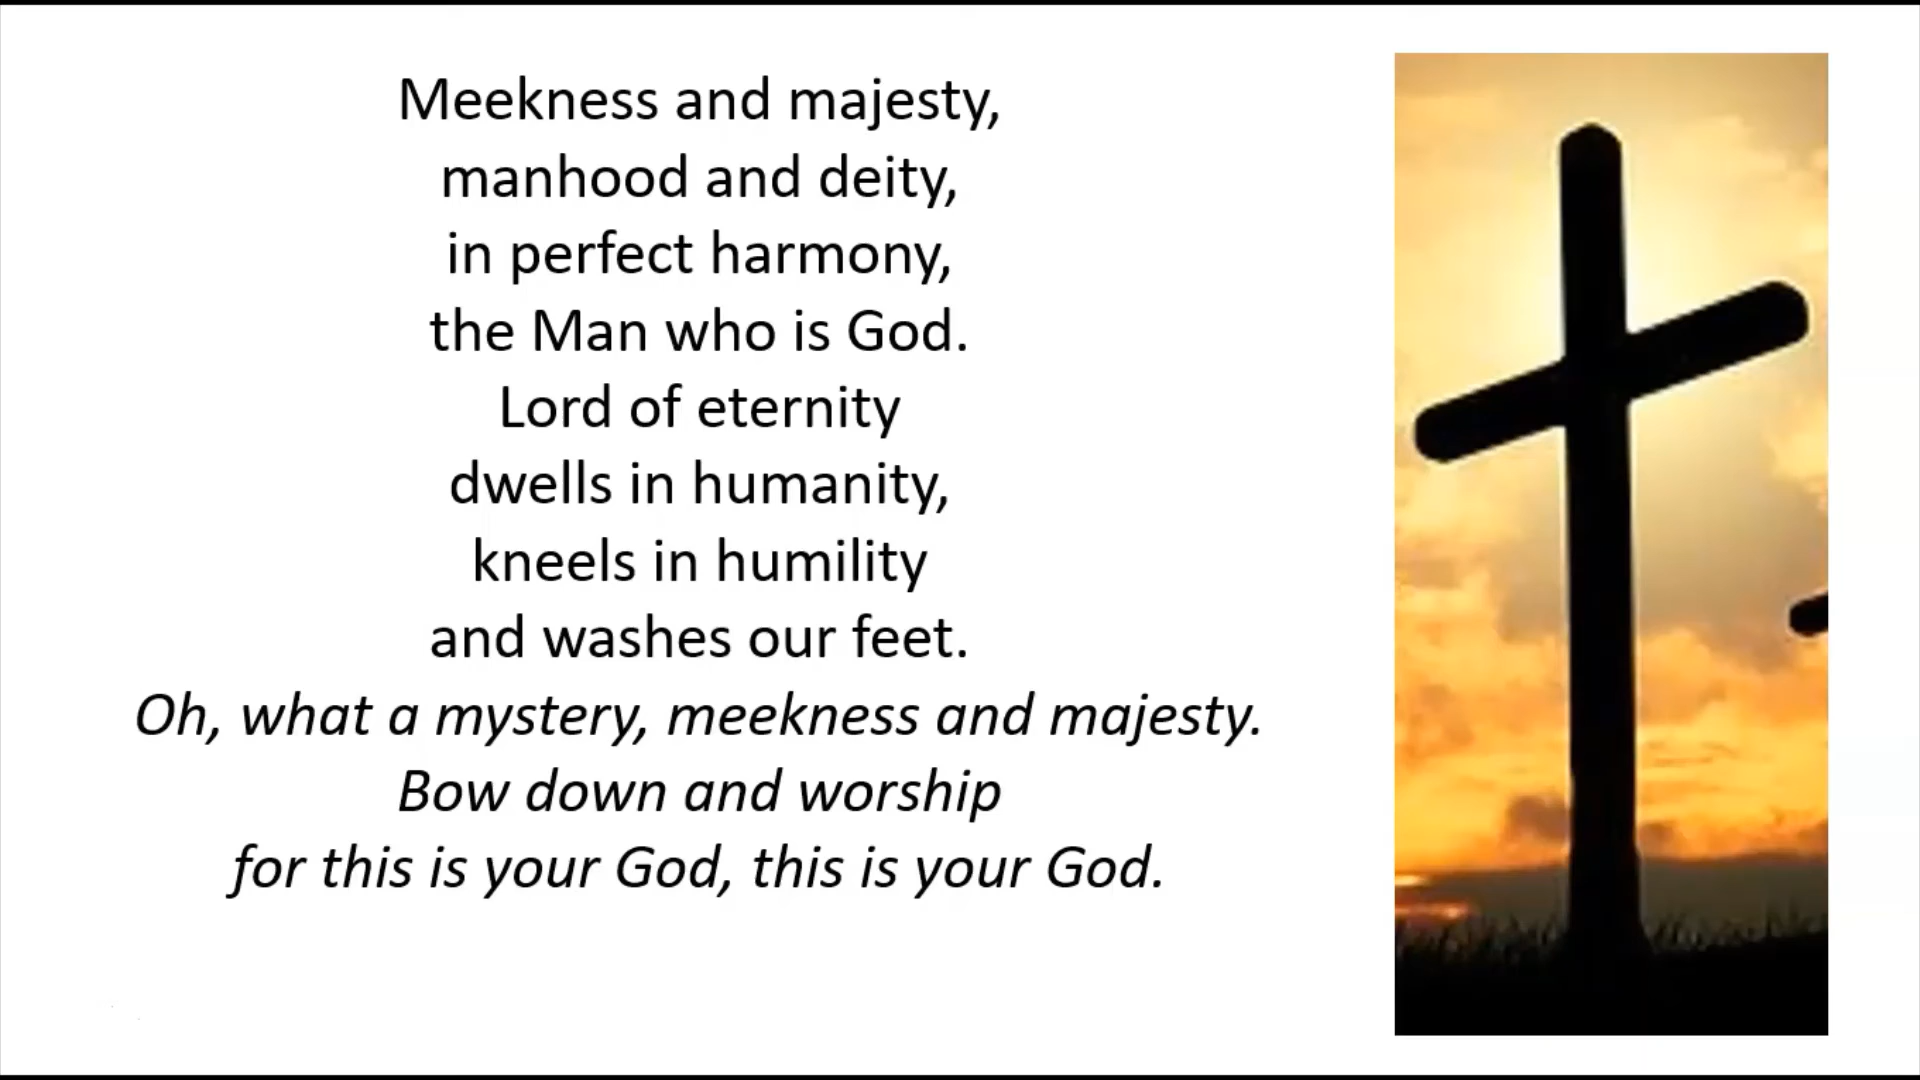 Meekness and majesty,
manhood and deity,
in perfect harmony,
the Man who is God.
Lord of eternity
dwells in humanity,
kneels in humility
and washes our feet.
Oh, what a mystery, meekness and majesty.
Bow down and worship
for this is your God, this is your God.